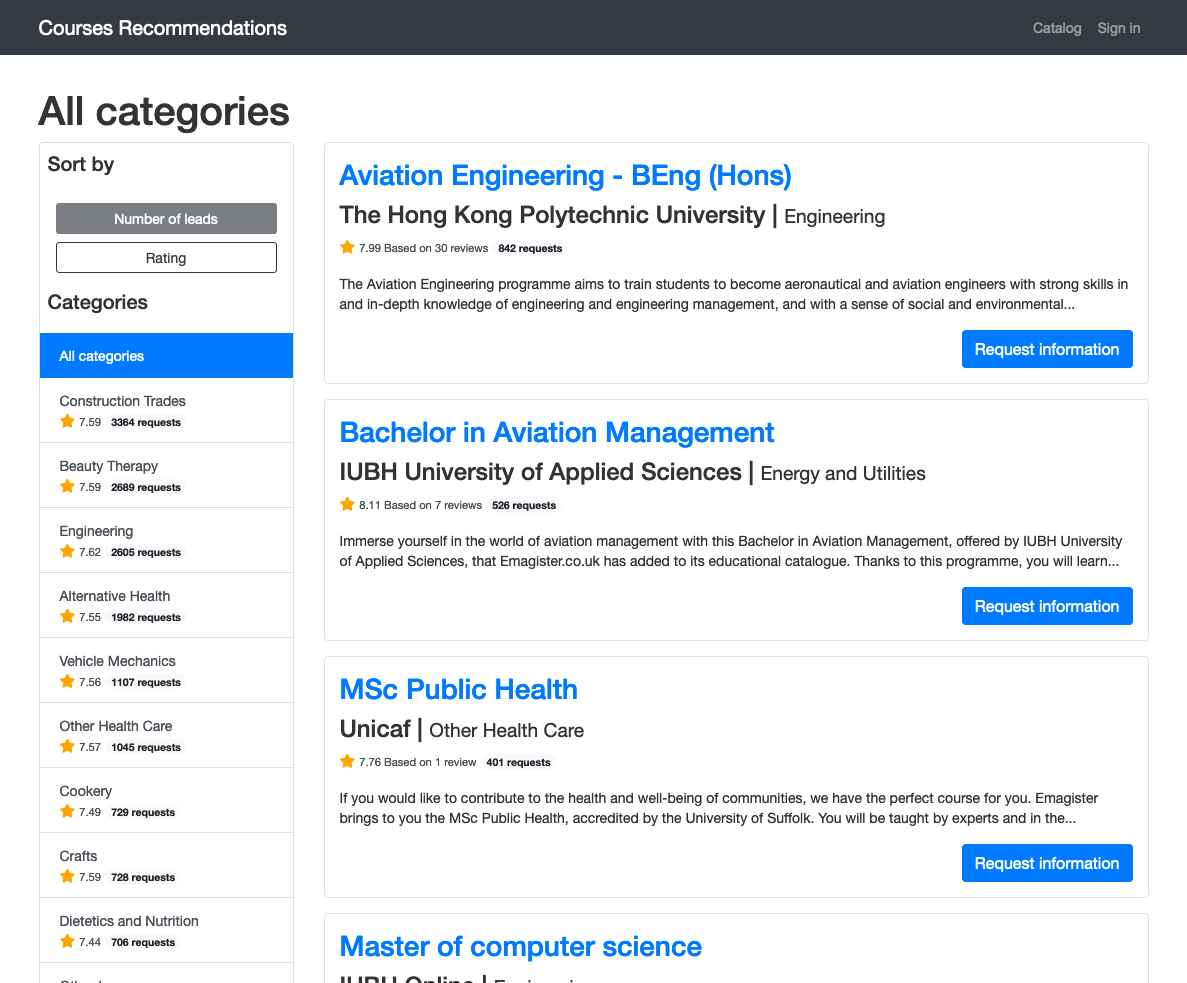 Courses Recommendations
Catalog Sign in
All categories
Sort by
Number of leads
Rating
Categories
All categories
Construction Trades
7.59 3364 requests
Beauty Therapy
7.59 2689 requests
Engineering
7.62 2605 requests
Alternative Health
7.55 1982 requests
Vehicle Mechanics
7.56 1107 requests
Other Health Care
7.57 1045 requests
Cookery
7.49 729 requests
Crafts
7.59 728 requests
Dietetics and Nutrition
7.44 706 requests
Aviation Engineering - BEng (Hons)
The Hong Kong Polytechnic University | Engineering
7.99 Based on 30 reviews 842 requests
The Aviation Engineering programme aims to train students to become aeronautical and aviation engineers with strong skills in
and in-depth knowledge of engineering and engineering management, and with a sense of social and environmental...
Request information
Bachelor in Aviation Management
IUBH University of Applied Sciences | Energy and Utilities
8.11 Based on 7 reviews 526 requests
Immerse yourself in the world of aviation management with this Bachelor in Aviation Management, offered by IUBH University
of Applied Sciences, that Emagister.co.uk has added to its educational catalogue. Thanks to this programme, you will learn...
Request information
MSc Public Health
Unicaf | Other Health Care
7.76 Based on 1 review 401 requests
If you would like to contribute to the health and well-being of communities, we have the perfect course for you. Emagister
brings to you the MSc Public Health, accredited by the University of Suffolk. You will be taught by experts and in the...
Request information
Master of computer science
IUBH Online | Engineering